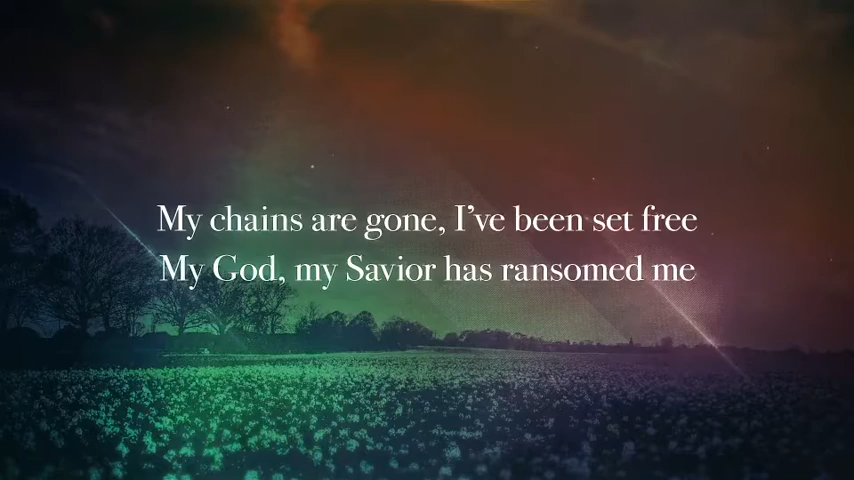 My chains are gone, I’ve been set free
My God, my Savior has ransomed me